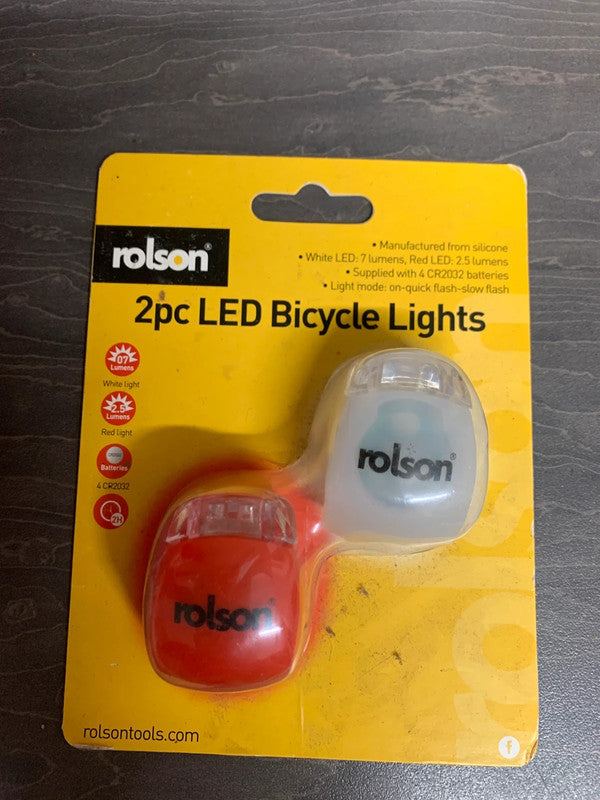 rolson®
• Manufactured from silicone
• White LED: 7 lumens, Red LED: 2.5 lumens
• Supplied with 4 CR2032 batteries
• Light mode: on-quick flash-slow flash
2pc LED Bicycle Lights
07
Lumens
White light
2.5
Lumens
Red light
Batteries
4 CR2032
2H
rolson®
rolson
rolson
rolsontools.com
f